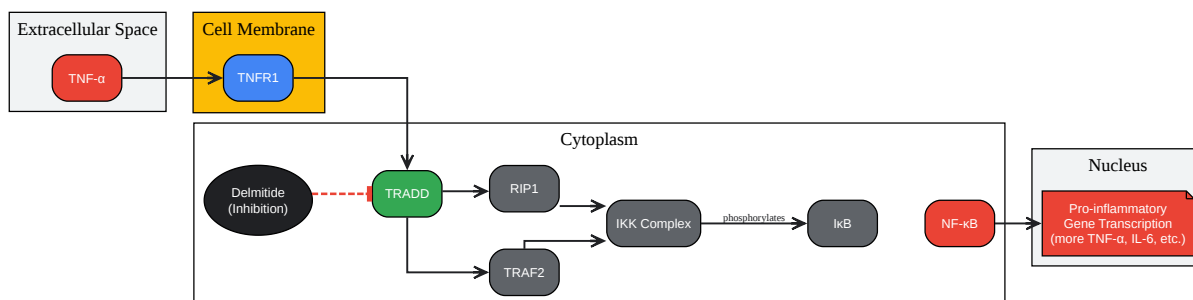 Extracellular Space
Cell Membrane
TNF-α
TNFR1
Cytoplasm
Nucleus
Delmitide
(Inhibition)
TRADD
RIP1
TRAF2
IKK Complex
phosphorylates
IκB
NF-κB
Pro-inflammatory
Gene Transcription
(more TNF-α, IL-6, etc.)